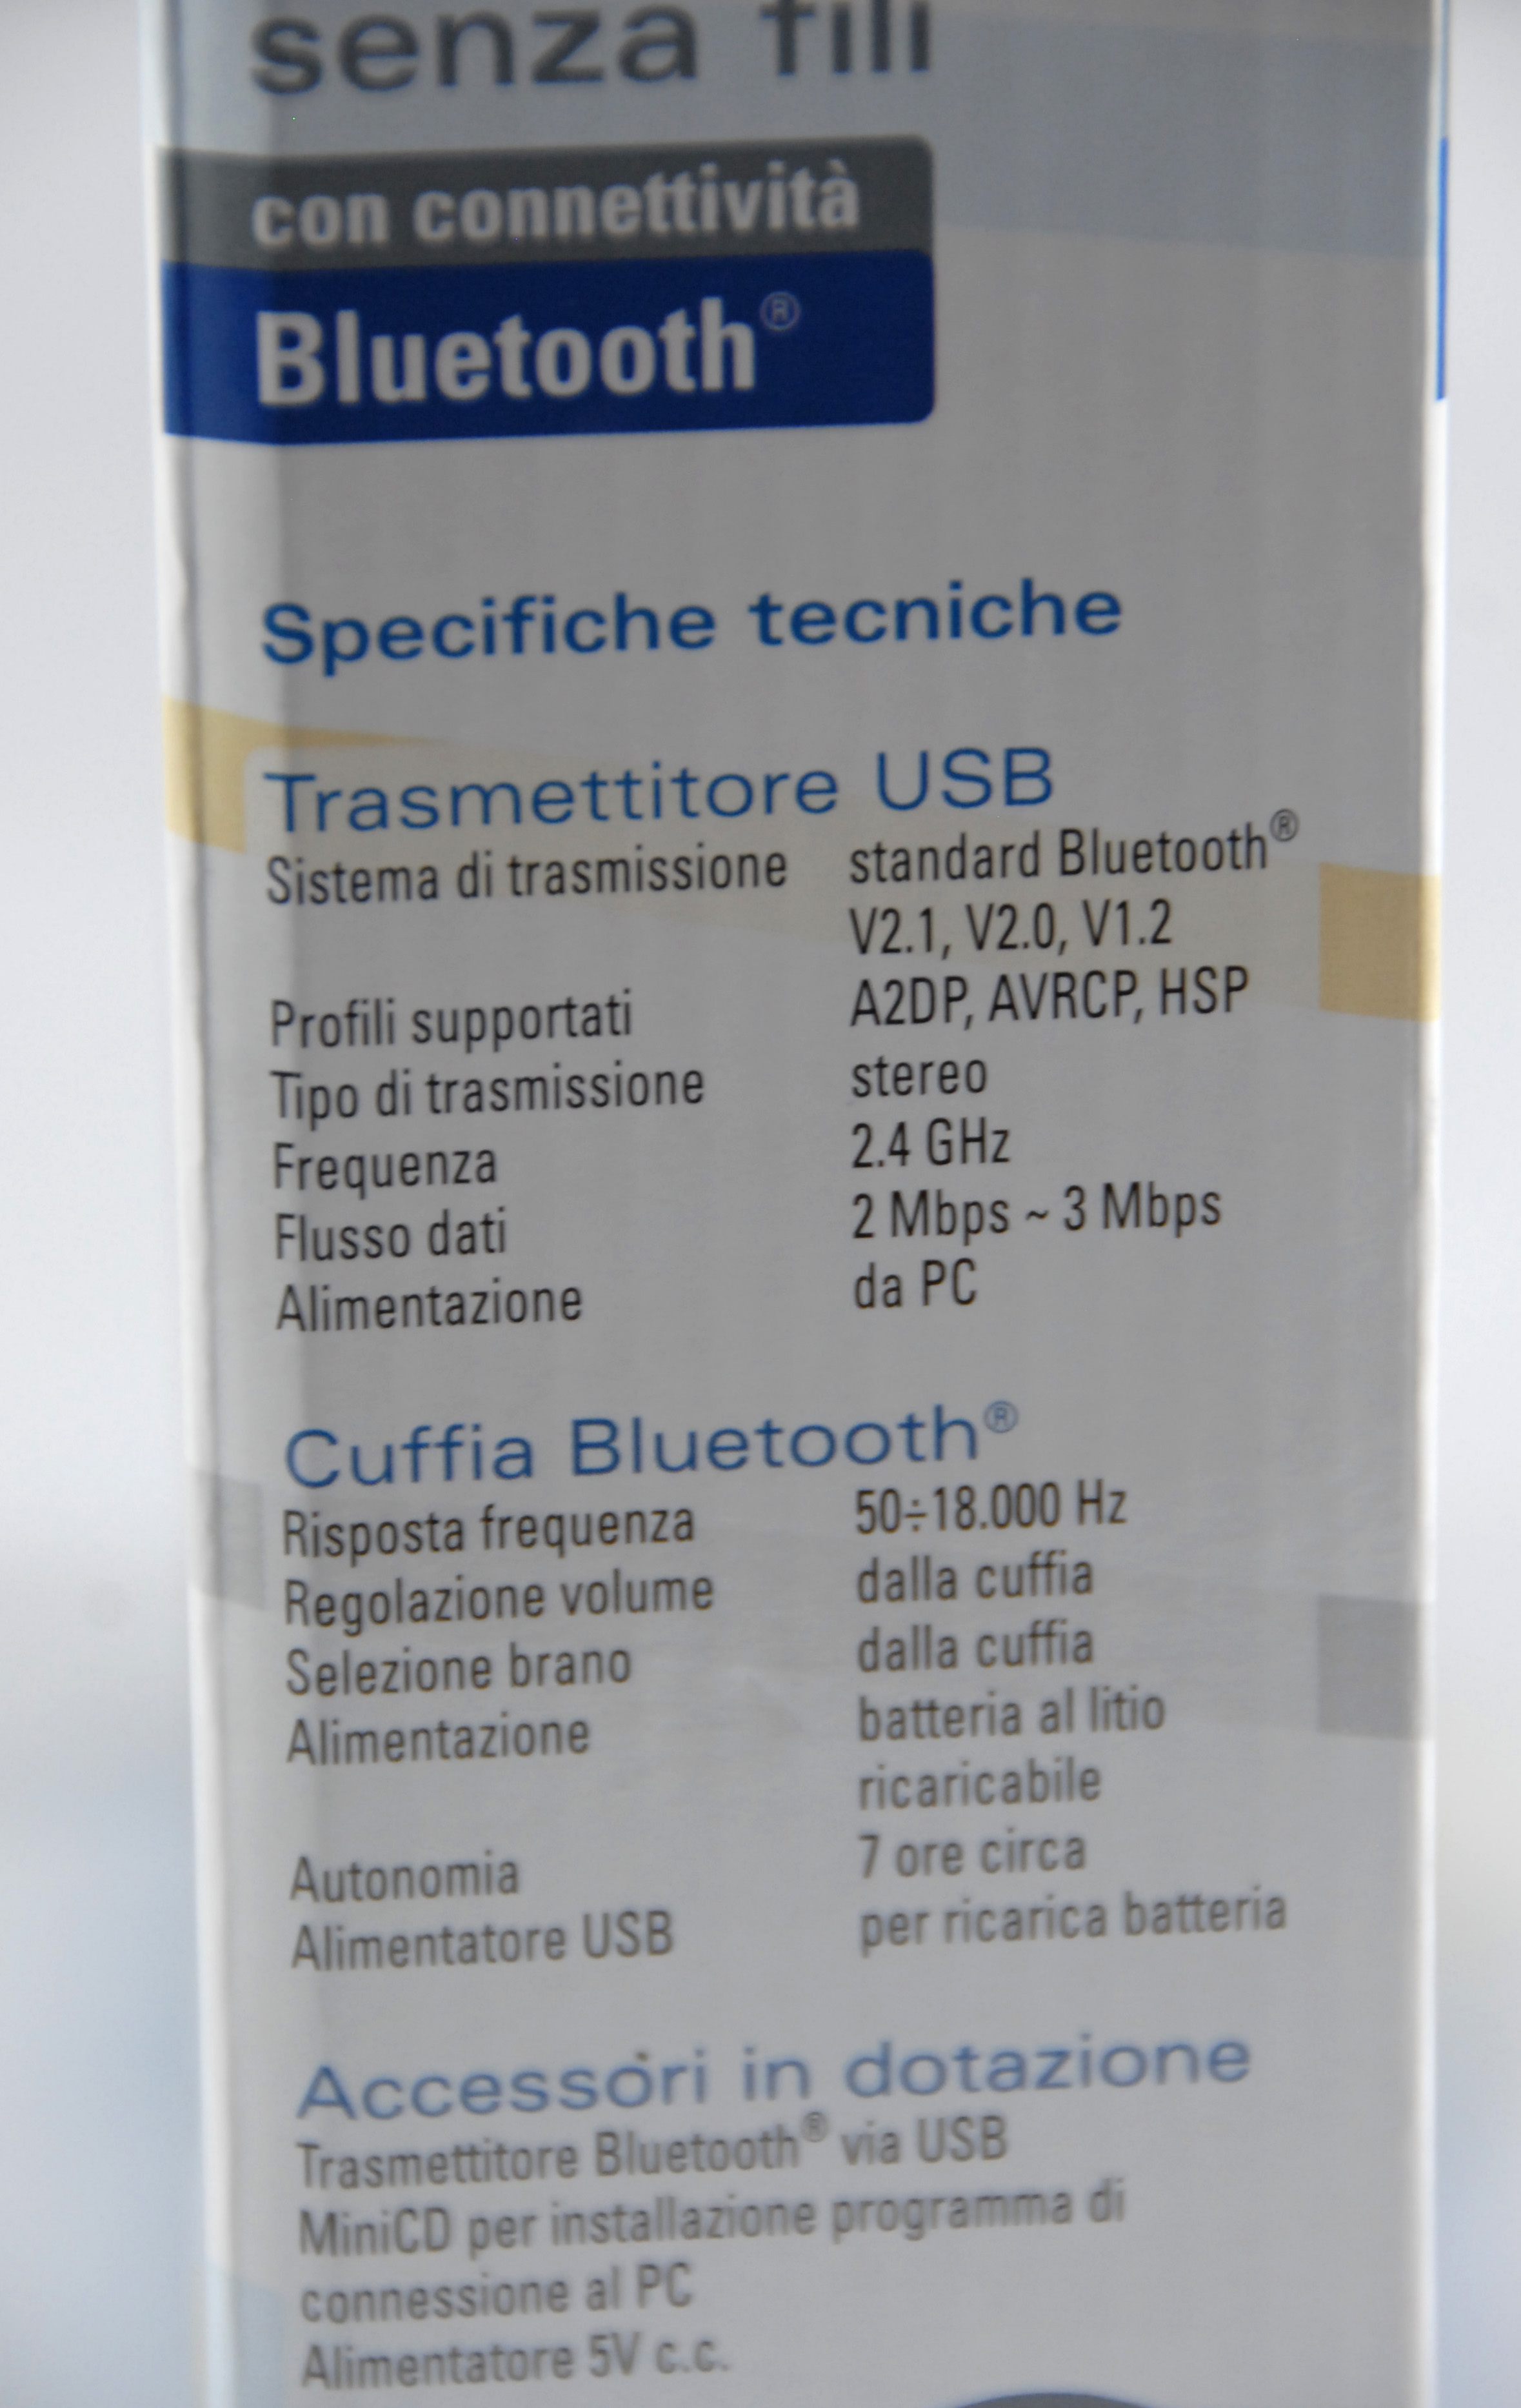 senza fili
con connettività
Bluetooth®
Specifiche tecniche
Trasmettitore USB
Sistema di trasmissione standard Bluetooth®
V2.1, V2.0, V1.2
Profili supportati A2DP, AVRCP, HSP
Tipo di trasmissione stereo
Frequenza 2.4 GHz
Flusso dati 2 Mbps ~ 3 Mbps
Alimentazione da PC
Cuffia Bluetooth®
Risposta frequenza 50÷18.000 Hz
Regolazione volume dalla cuffia
Selezione brano dalla cuffia
Alimentazione batteria al litio
ricaricabile
Autonomia 7 ore circa
Alimentatore USB per ricarica batteria
Accessori in dotazione
Trasmettitore Bluetooth® via USB
MiniCD per installazione programma di
connessione al PC
Alimentatore 5V c.c.